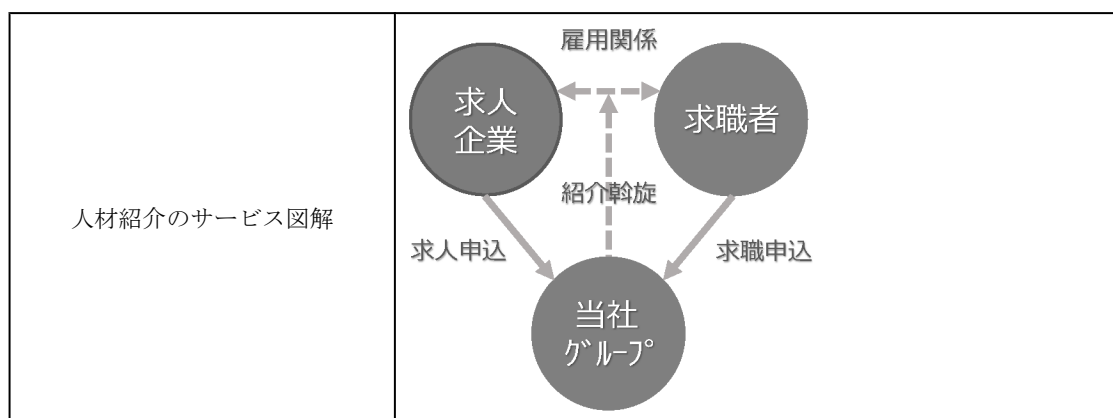 人材紹介のサービス図解
雇用関係
求人
企業
求職者
紹介斡旋
求人申込
求職申込
当社
ｸﾞﾙｰﾌﾟ